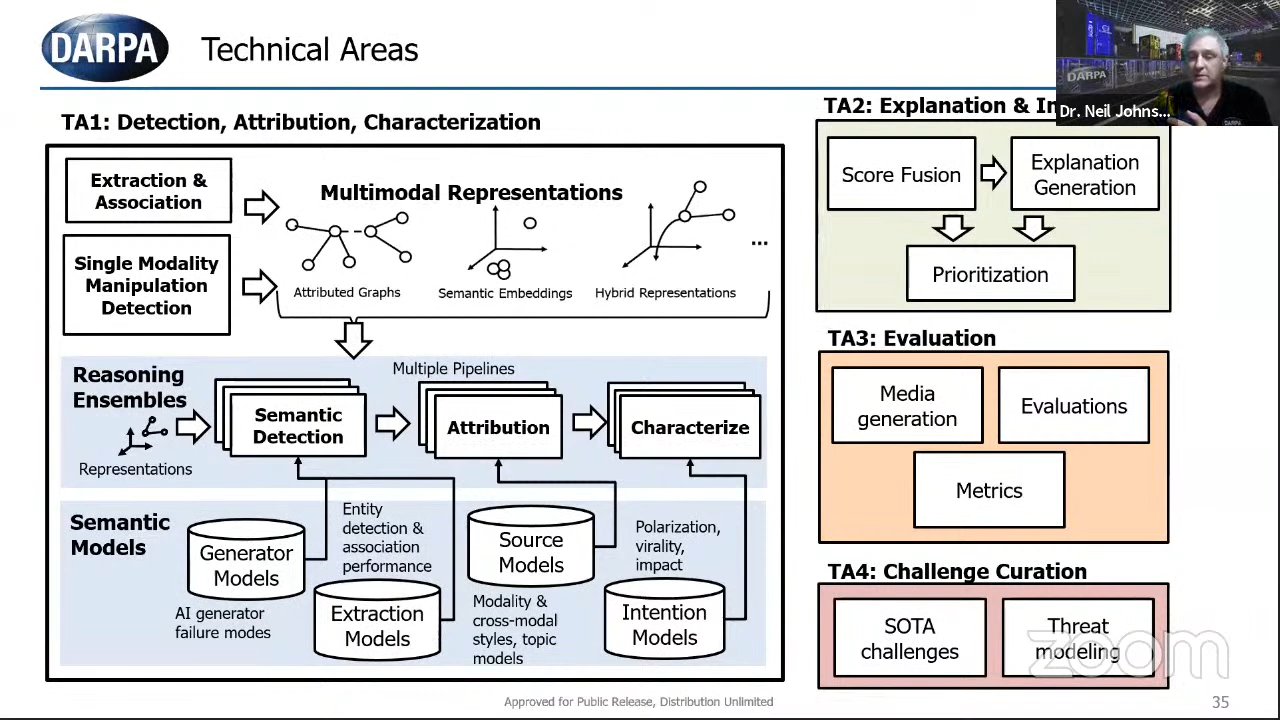 DARPA
Technical Areas
DARPA
Dr. Neil Johns...
DARPA
TA1: Detection, Attribution, Characterization
Extraction &
Association
Single Modality
Manipulation
Detection
Multimodal Representations
...
Attributed Graphs
Semantic Embeddings
Hybrid Representations
Reasoning
Ensembles
Representations
Multiple Pipelines
Semantic
Detection
Attribution
Characterize
Semantic
Models
Generator
Models
AI generator
failure modes
Entity
detection &
association
performance
Extraction
Models
Source
Models
Modality &
cross-modal
styles, topic
models
Polarization,
virality,
impact
Intention
Models
TA2: Explanation &
Score Fusion
Explanation
Generation
Prioritization
TA3: Evaluation
Media
generation
Evaluations
Metrics
TA4: Challenge Curation
SOTA
challenges
Threat
modeling
zoom
Approved for Public Release, Distribution Unlimited
35